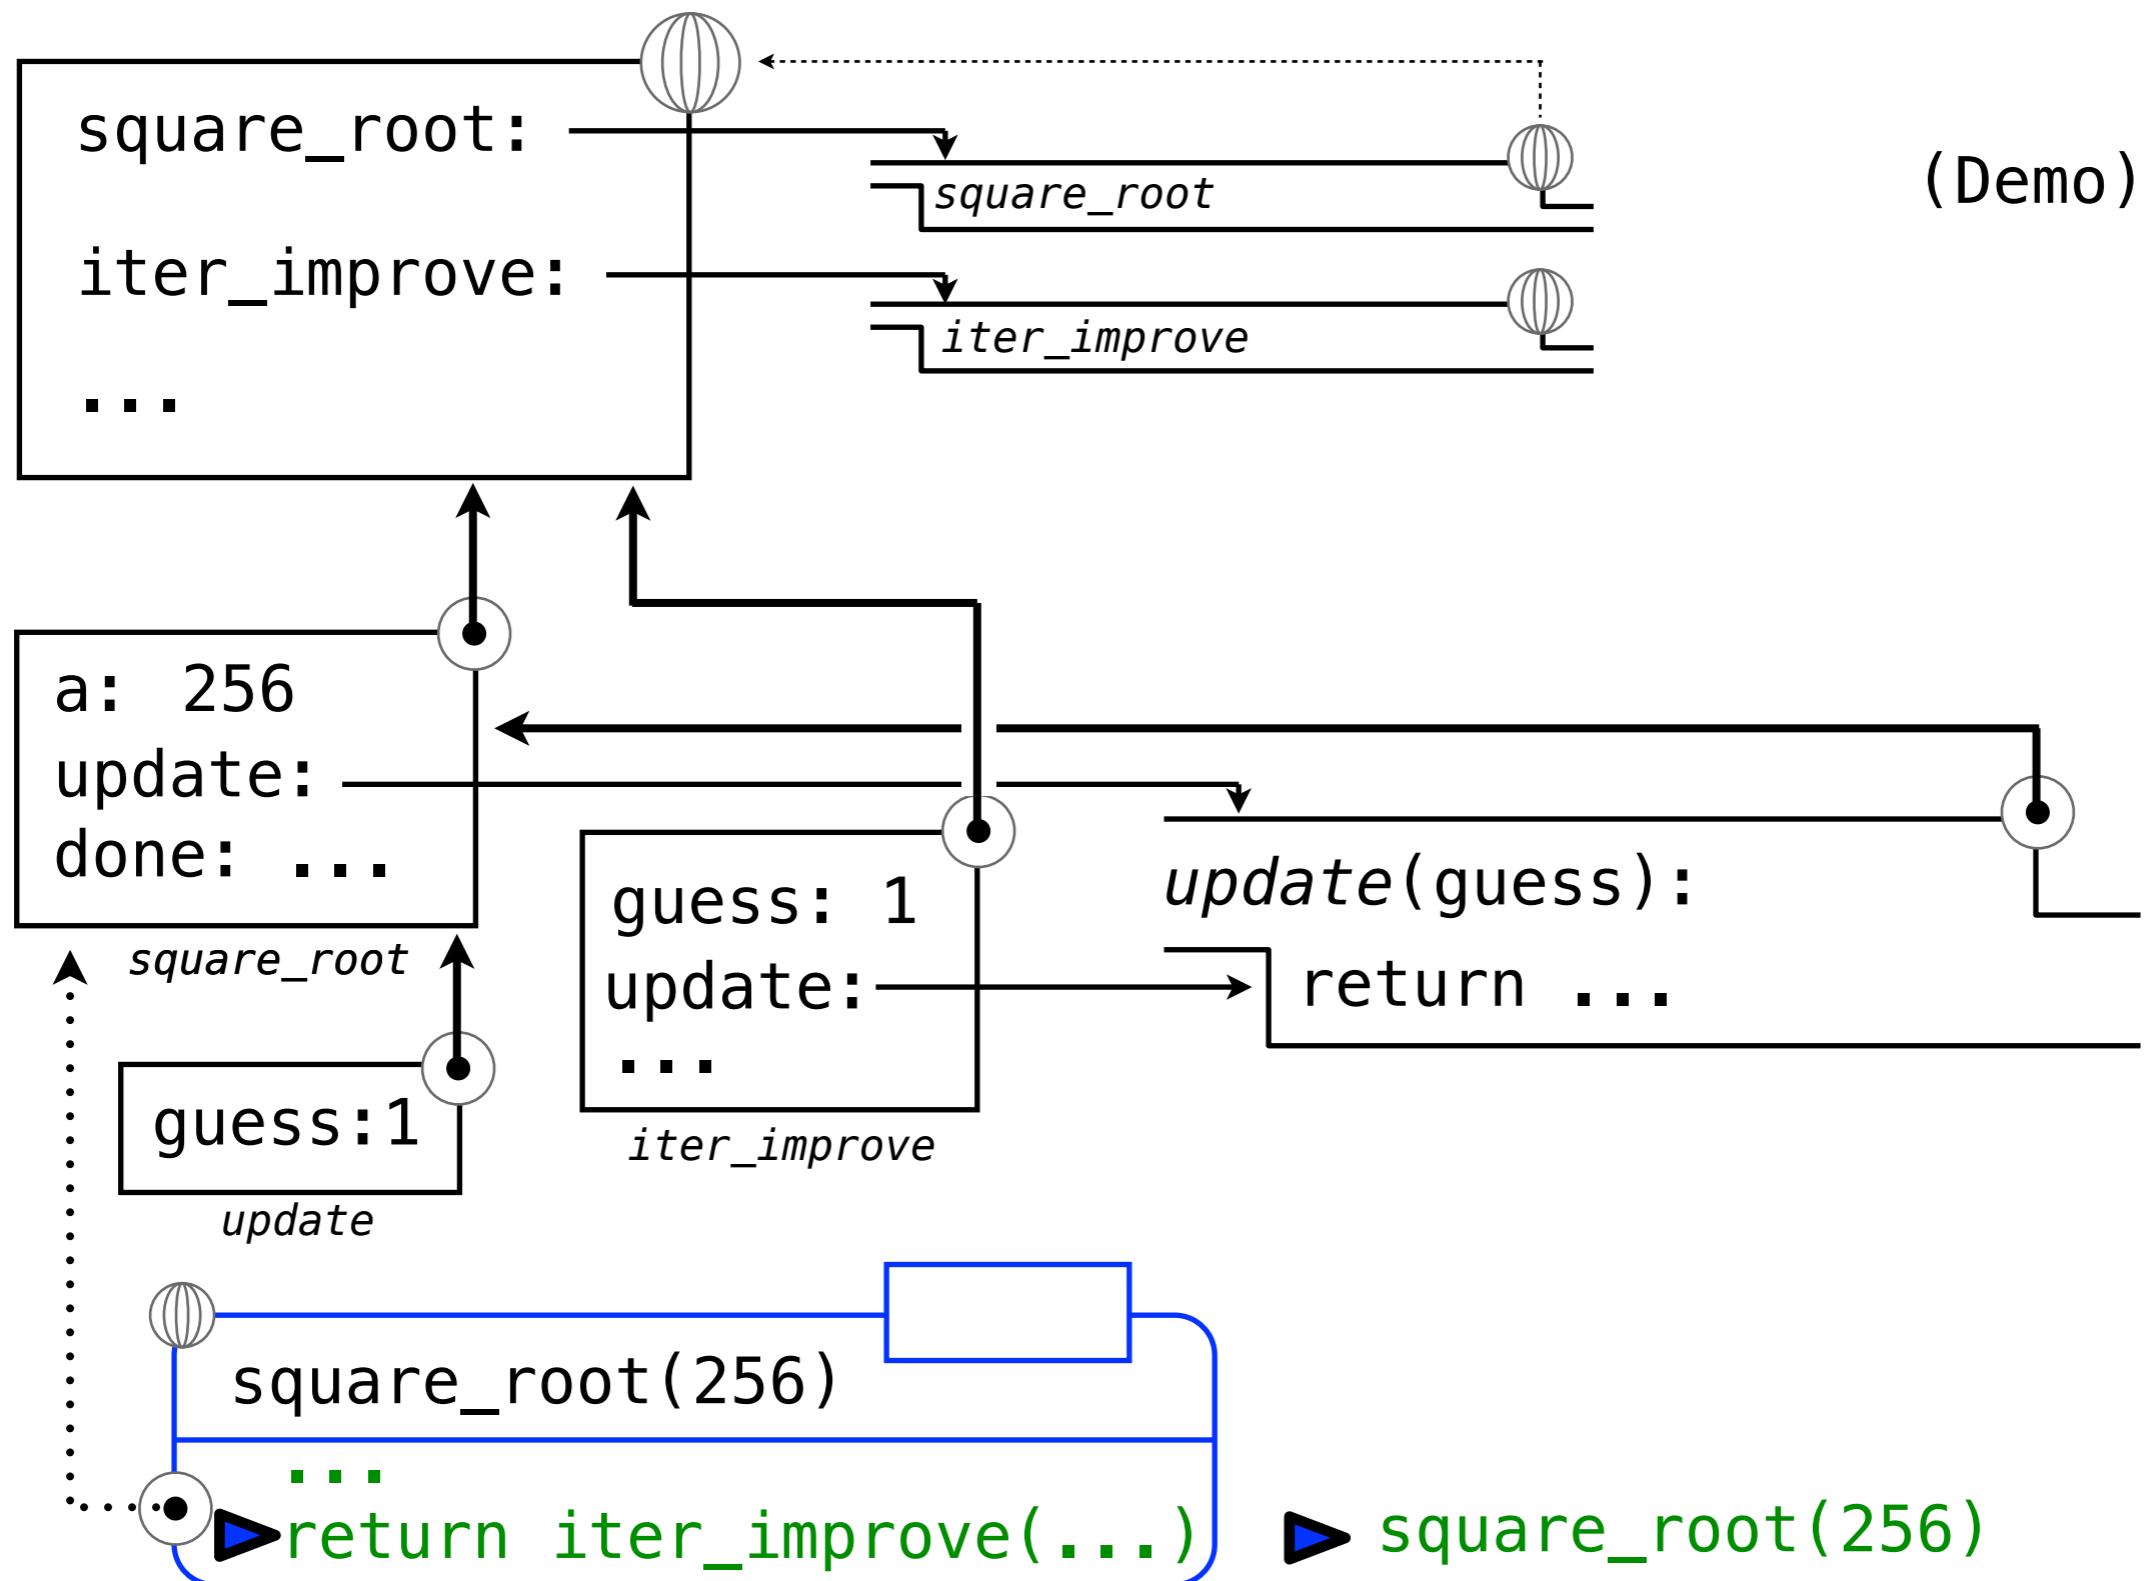 square_root:
square_root
(Demo)
iter_improve:
iter_improve
...
a: 256
update:
done: ...
square_root
guess: 1
update:
...
iter_improve
update(guess):
return ...
guess:1
update
square_root(256)
...
return iter_improve(...)
square_root(256)